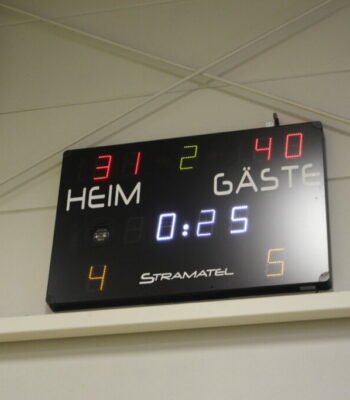 31 2 40
HEIM GÄSTE
0:25
4 STRAMATEL 5